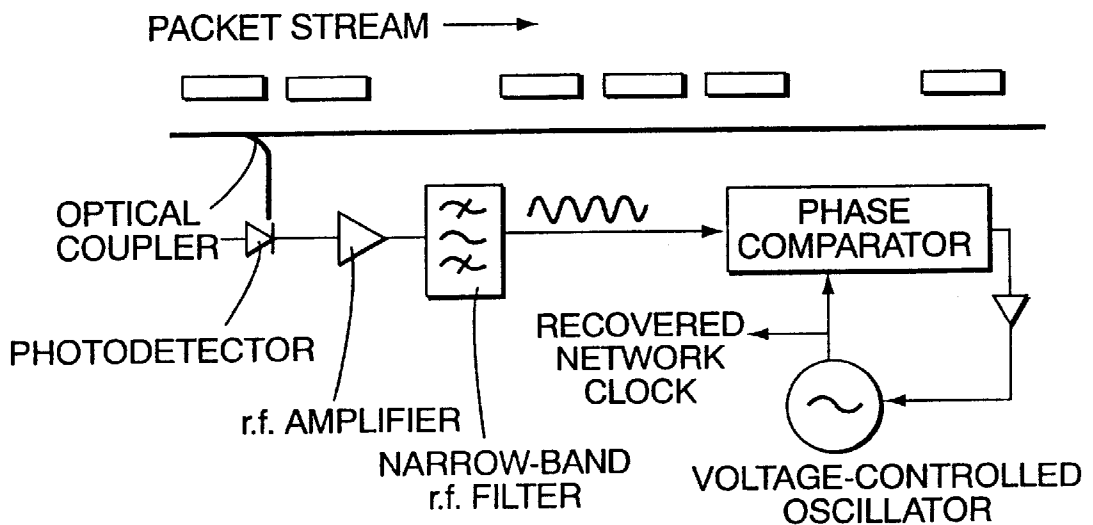 PACKET STREAM
OPTICAL
COUPLER
PHASE
COMPARATOR
RECOVERED
NETWORK
CLOCK
PHOTODETECTOR
r.f. AMPLIFIER
NARROW-BAND
r.f. FILTER
VOLTAGE-CONTROLLED
OSCILLATOR